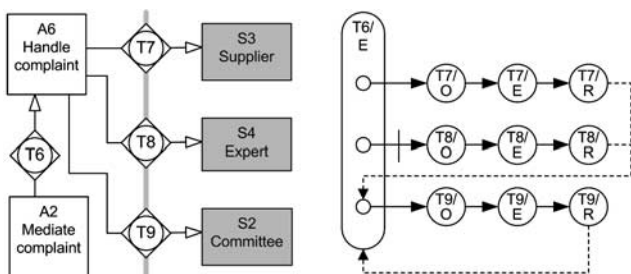 A6
Handle
complaint
T7
S3
Supplier
T8
S4
Expert
T6
A2
Mediate
complaint
T9
S2
Committee
T6/
E
T7/
O
T7/
E
T7/
R
T8/
O
T8/
E
T8/
R
T9/
O
T9/
E
T9/
R